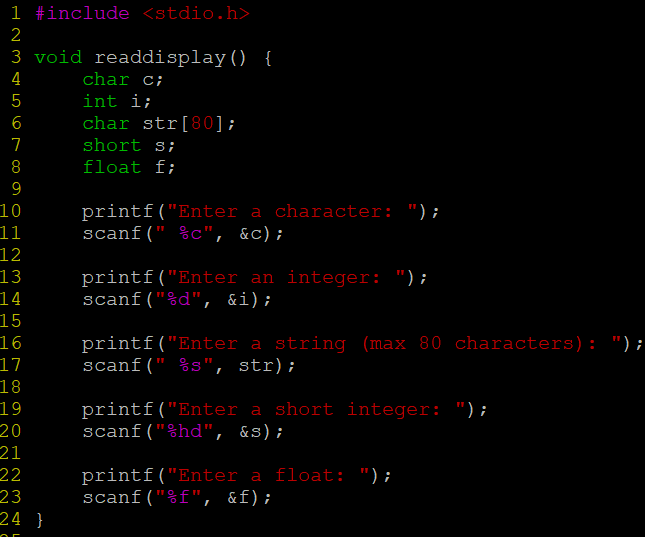 1 #include <stdio.h>
2
3 void readdisplay() {
4     char c;
5     int i;
6     char str[80];
7     short s;
8     float f;
9
10     printf("Enter a character: ");
11     scanf(" %c", &c);
12
13     printf("Enter an integer: ");
14     scanf("%d", &i);
15
16     printf("Enter a string (max 80 characters): ");
17     scanf(" %s", str);
18
19     printf("Enter a short integer: ");
20     scanf("%hd", &s);
21
22     printf("Enter a float: ");
23     scanf("%f", &f);
24 }